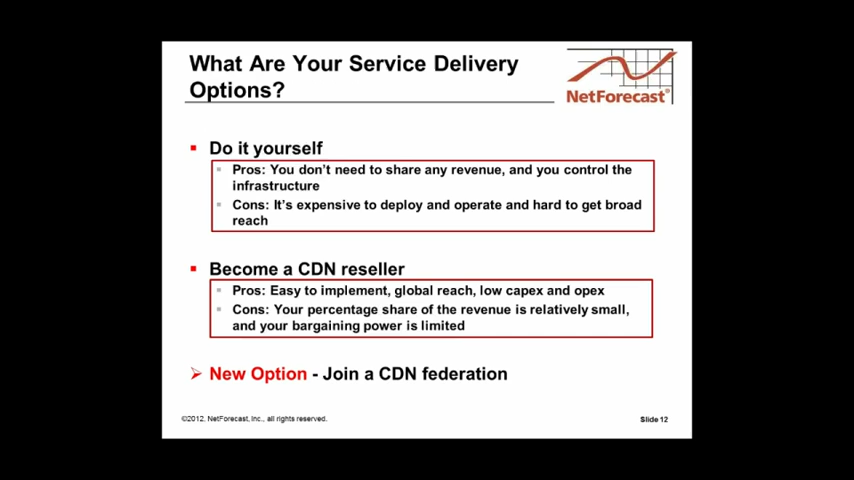 What Are Your Service Delivery
Options?
NetForecast®
Do it yourself
Pros: You don't need to share any revenue, and you control the
infrastructure
Cons: It's expensive to deploy and operate and hard to get broad
reach
Become a CDN reseller
Pros: Easy to implement, global reach, low capex and opex
Cons: Your percentage share of the revenue is relatively small,
and your bargaining power is limited
New Option - Join a CDN federation
©2012, NetForecast, Inc., all rights reserved.
Slide 12